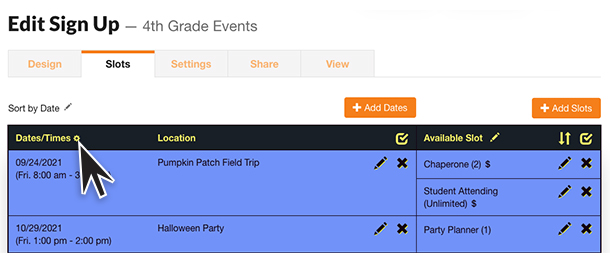 Edit Sign Up — 4th Grade Events
Design Slots Settings Share View
Sort by Date + Add Dates + Add Slots
Dates/Times Location Available Slot
09/24/2021 Pumpkin Patch Field Trip Chaperone (2) $
(Fri. 8:00 am - 3
Student Attending
(Unlimited) $
10/29/2021 Halloween Party Party Planner (1)
(Fri. 1:00 pm - 2:00 pm)